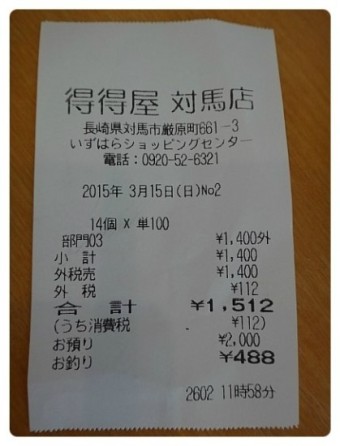 得得屋 対馬店
長崎県対馬市厳原町661-3
いずはらショッピングセンター
電話：0920-52-6321
2015年 3月15日(日)No2
14個 X 単100
部門03 ¥1,400外
小 計 ¥1,400
外税売 ¥1,400
外 税 ¥112
合 計 ¥1,512
(うち消費税 ¥112)
お預り ¥2,000
お釣り ¥488
2602 11時58分